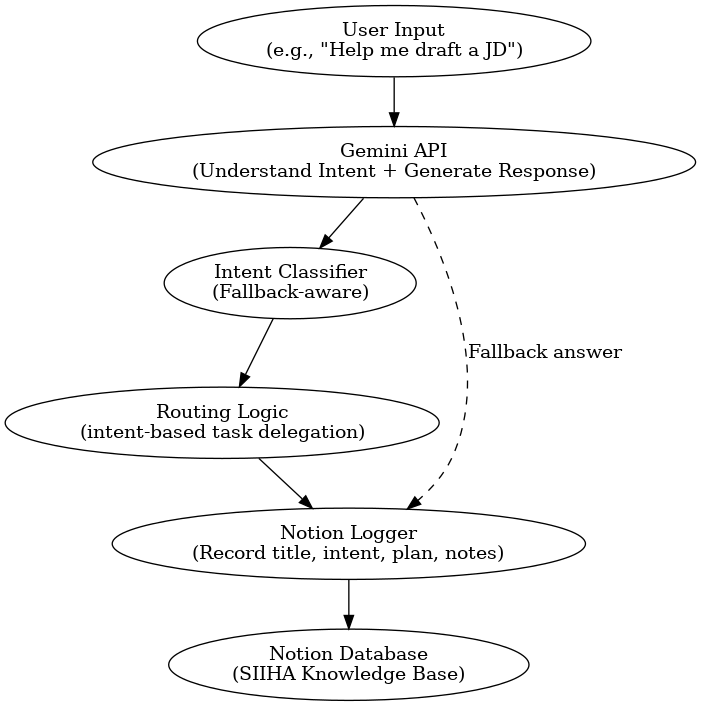 User Input
(e.g., "Help me draft a JD")
Gemini API
(Understand Intent + Generate Response)
Intent Classifier
(Fallback-aware)
Fallback answer
Routing Logic
(intent-based task delegation)
Notion Logger
(Record title, intent, plan, notes)
Notion Database
(SIIHA Knowledge Base)